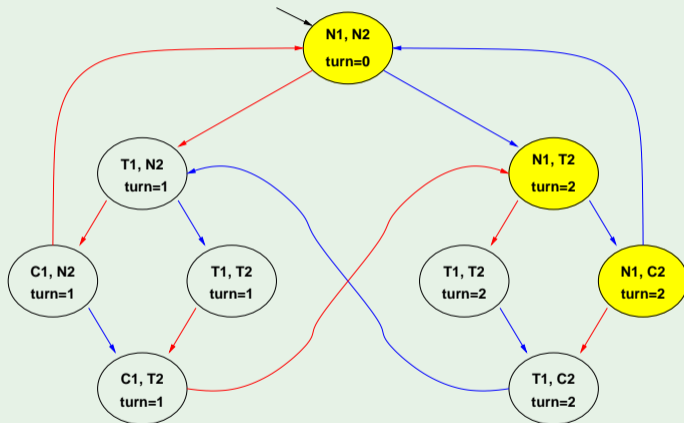 N1, N2
turn=0
T1, N2
turn=1
N1, T2
turn=2
C1, N2
turn=1
T1, T2
turn=1
T1, T2
turn=2
N1, C2
turn=2
C1, T2
turn=1
T1, C2
turn=2